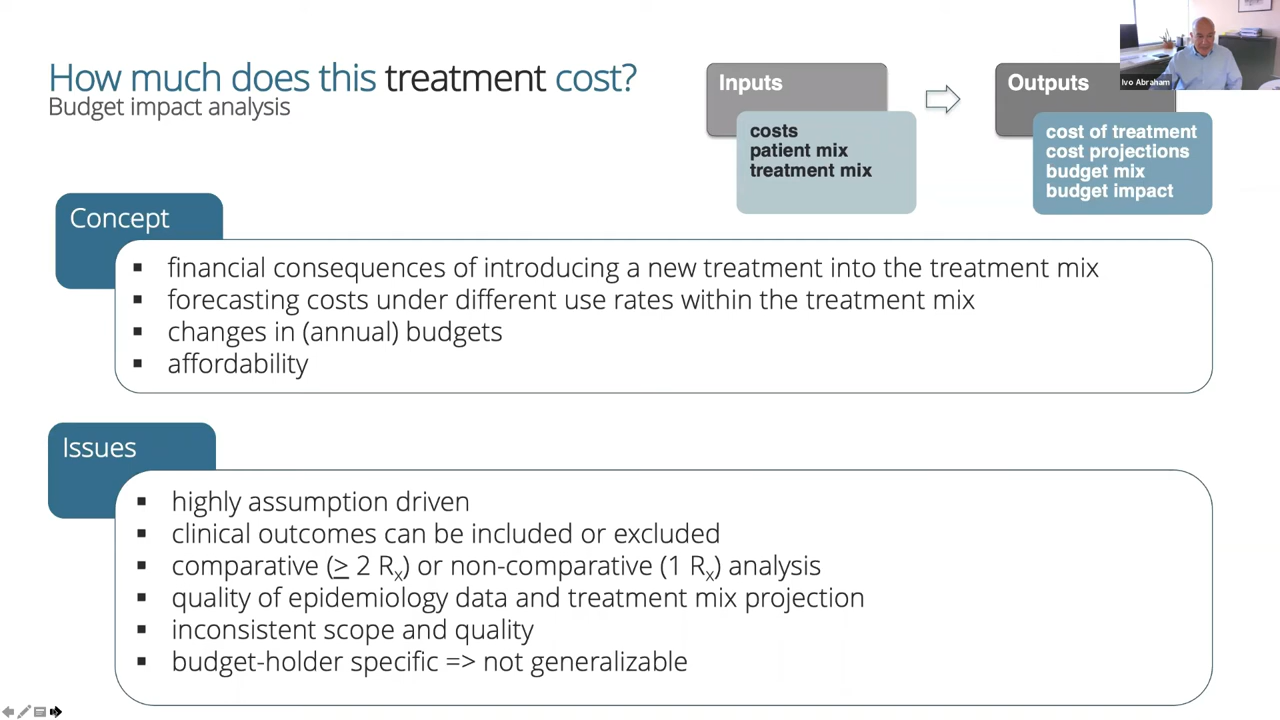 How much does this treatment cost?
Budget impact analysis
Inputs
costs
patient mix
treatment mix
Outputs
cost of treatment
cost projections
budget mix
budget impact
Ivo Abraham
Concept
▪ financial consequences of introducing a new treatment into the treatment mix
▪ forecasting costs under different use rates within the treatment mix
▪ changes in (annual) budgets
▪ affordability
Issues
▪ highly assumption driven
▪ clinical outcomes can be included or excluded
▪ comparative (≥ 2 Rx) or non-comparative (1 Rx) analysis
▪ quality of epidemiology data and treatment mix projection
▪ inconsistent scope and quality
▪ budget-holder specific => not generalizable